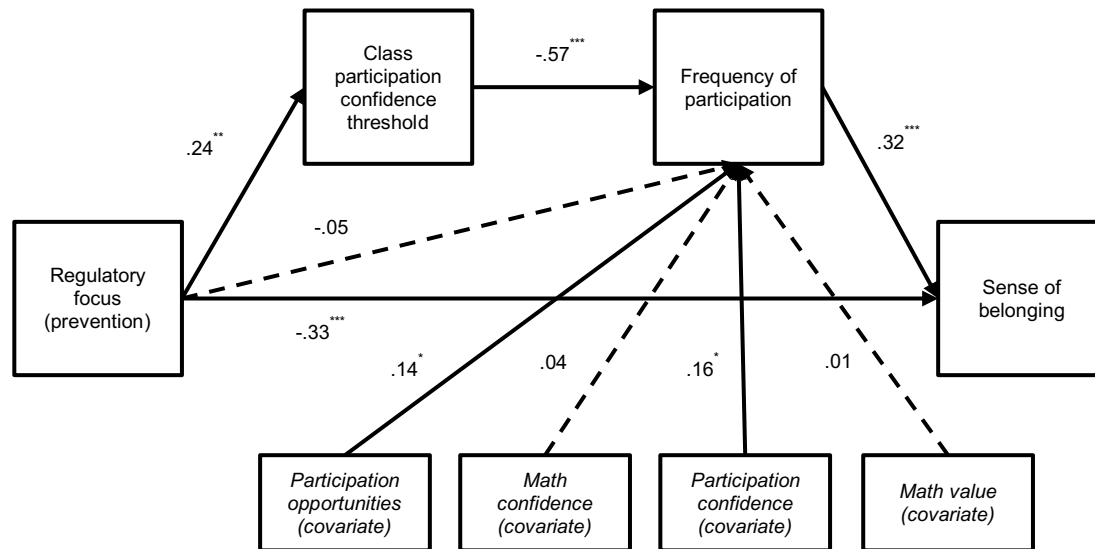 Class
participation
confidence
threshold
-.57***
Frequency of
participation
.24**
.32***
-.05
Regulatory
focus
(prevention)
Sense of
belonging
-.33***
.14*
.04
.16*
.01
Participation
opportunities
(covariate)
Math
confidence
(covariate)
Participation
confidence
(covariate)
Math value
(covariate)